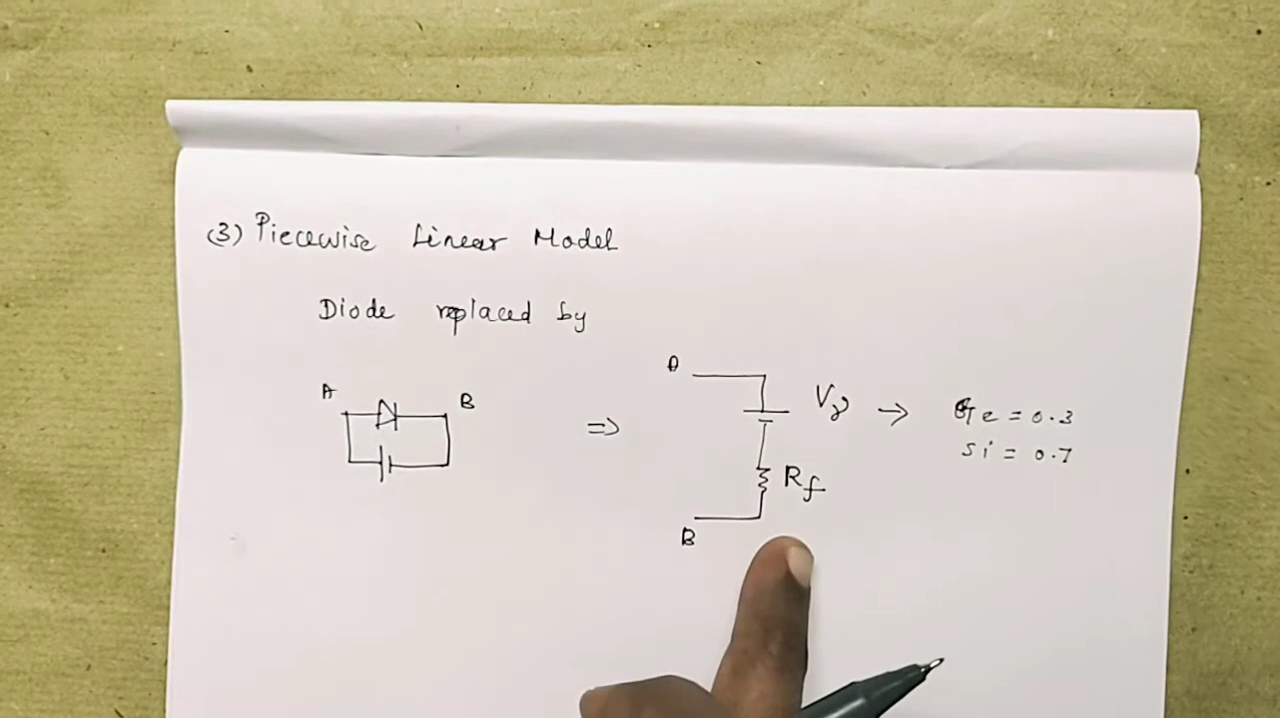 (3) Piecewise Linear Model
Diode replaced by
A
B
⇒
A
B
Vγ → Ge = 0.3
Si = 0.7
Rf